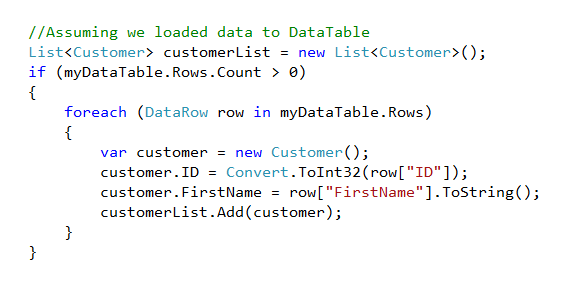 //Assuming we loaded data to DataTable
List<Customer> customerList = new List<Customer>();
if (myDataTable.Rows.Count > 0)
{
    foreach (DataRow row in myDataTable.Rows)
    {
        var customer = new Customer();
        customer.ID = Convert.ToInt32(row["ID"]);
        customer.FirstName = row["FirstName"].ToString();
        customerList.Add(customer);
    }
}